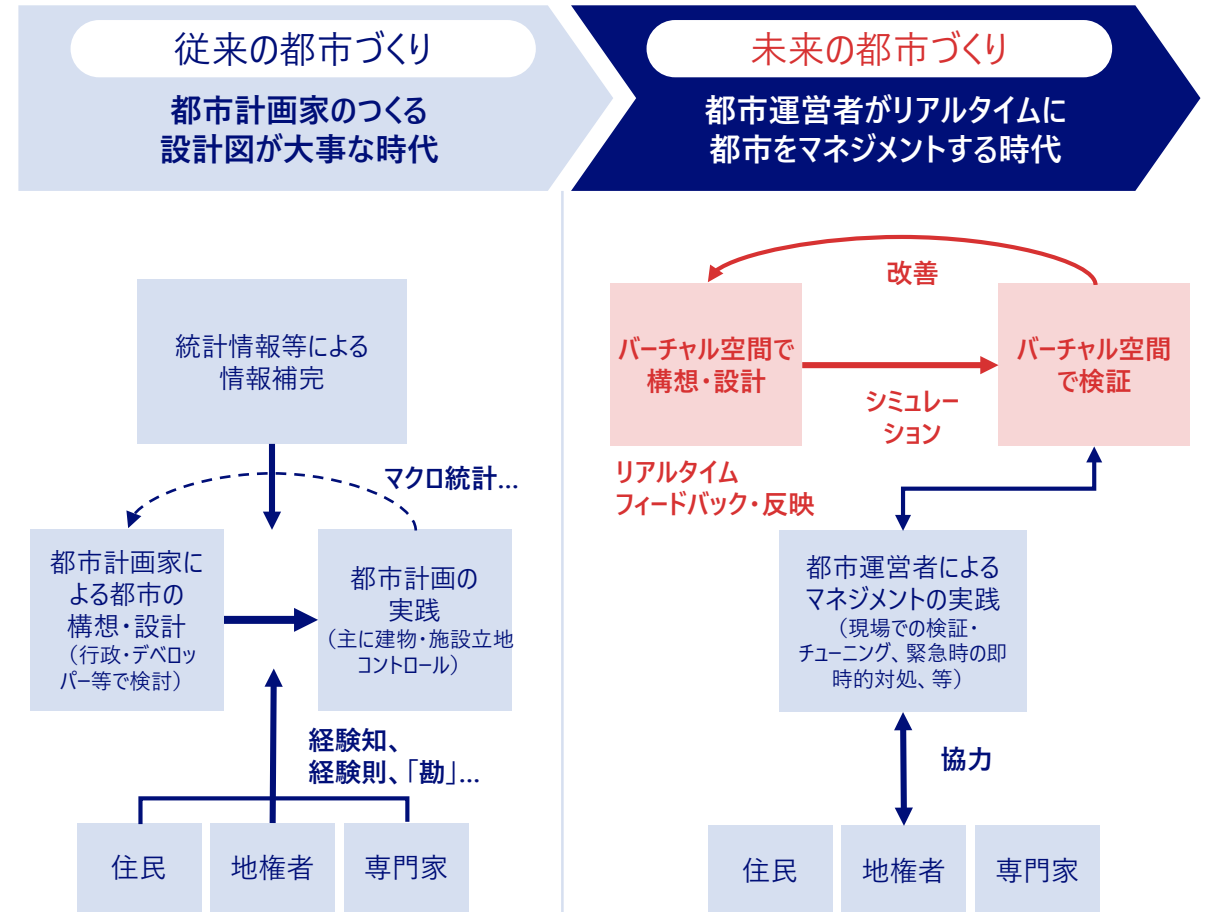 従来の都市づくり
都市計画家のつくる
設計図が大事な時代
統計情報等による
情報補完
マクロ統計…
都市計画家に
よる都市の
構想・設計
（行政・デベロッ
パー等で検討）
都市計画の
実践
（主に建物・施設立地
コントロール）
経験知、
経験則、「勘」…
住民
地権者
専門家
未来の都市づくり
都市運営者がリアルタイムに
都市をマネジメントする時代
改善
バーチャル空間で
構想・設計
シミュレー
ション
バーチャル空間
で検証
リアルタイム
フィードバック・反映
都市運営者による
マネジメントの実践
（現場での検証・
チューニング、緊急時の即
時的対処、等）
協力
住民
地権者
専門家